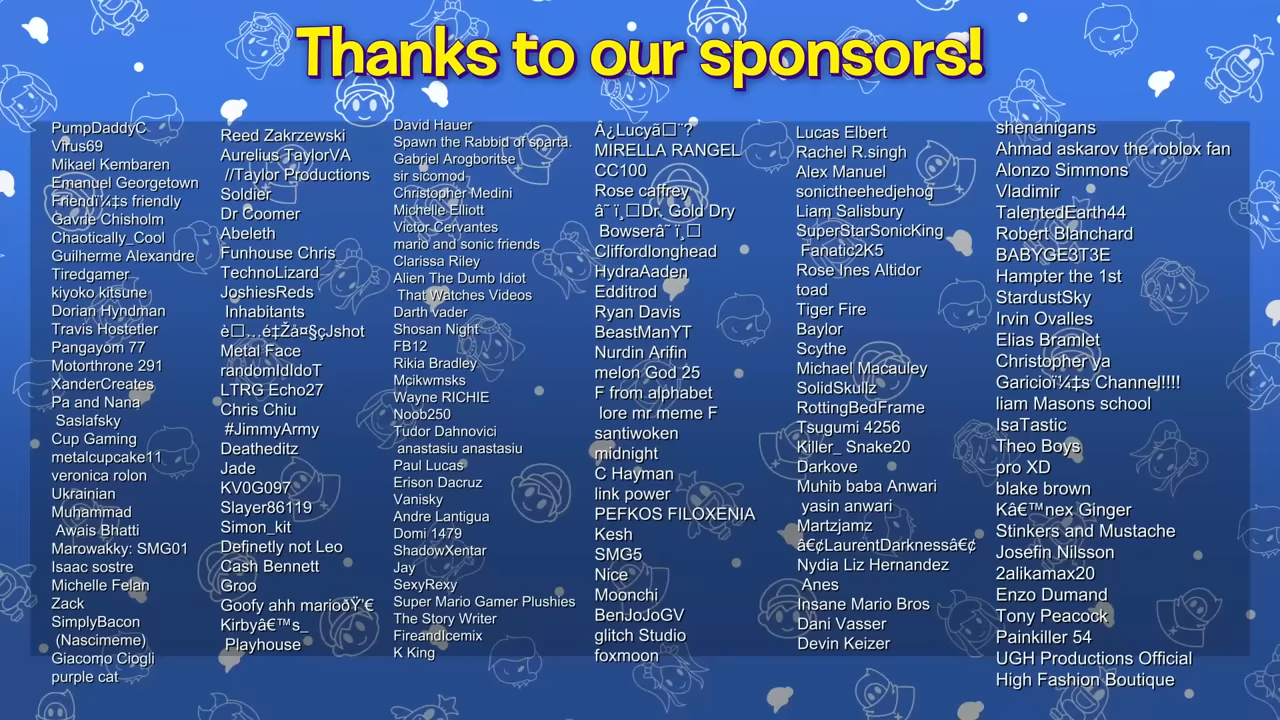 Thanks to our sponsors!
PumpDaddyC
Virus69
Mikael Kembaren
Emanuel Georgetown
Friendï¼‡s friendly
Gavrie Chisholm
Chaotically_Cool
Guilherme Alexandre
Tiredgamer
kiyoko kitsune
Dorian Hyndman
Travis Hostetler
Pangayom 77
Motorthrone 291
XanderCreates
Pa and Nana
Saslafsky
Cup Gaming
metalcupcake11
veronica rolon
Ukrainian
Muhammad
Awais Bhatti
Marowakky: SMG01
Isaac sostre
Michelle Felan
Zack
SimplyBacon
(Nascimeme)
Giacomo Ciogli
purple cat
Reed Zakrzewski
Aurelius TaylorVA
//Taylor Productions
Soldier
Dr Coomer
Abeleth
Funhouse Chris
TechnoLizard
JoshiesReds
Inhabitants
è□…é‡Žå¤§çJshot
Metal Face
randomIdIdoT
LTRG Echo27
Chris Chiu
#JimmyArmy
Deatheditz
Jade
KV0G097
Slayer86119
Simon_kit
Definetly not Leo
Cash Bennett
Groo
Goofy ahh marioðŸ'€
Kirbyâ€™s_
Playhouse
David Hauer
Spawn the Rabbid of sparta.
Gabriel Arogboritse
sir sicomod
Christopher Medini
Michelle Elliott
Victor Cervantes
mario and sonic friends
Clarissa Riley
Alien The Dumb Idiot
That Watches Videos
Darth Vader
Shosan Night
FB12
Rikia Bradley
Mcikwmsks
Wayne RICHIE
Noob250
Tudor Dahnovici
anastasiu anastasiu
Paul Lucas
Erison Dacruz
Vanisky
Andre Lantigua
Domi 1479
ShadowXentar
Jay
SexyRexy
Super Mario Gamer Plushies
The Story Writer
FireandIcemix
K King
Â¿Lucyã□¨?
MIRELLA RANGEL
CC100
Rose caffrey
â˜ ï¸□Dr. Gold Dry
Bowserâ˜ ï¸□
Cliffordlonghead
HydraAaden
Edditrod
Ryan Davis
BeastManYT
Nurdin Arifin
melon God 25
F from alphabet
lore mr meme F
santiwoken
midnight
C Hayman
link power
PEFKOS FILOXENIA
Kesh
SMG5
Nice
Moonchi
BenJoJoGV
glitch Studio
foxmoon
Lucas Elbert
Rachel R.singh
Alex Manuel
sonictheehedjehog
Liam Salisbury
SuperStarSonicKing
Fanatic2K5
Rose Ines Altidor
toad
Tiger Fire
Baylor
Scythe
Michael Macauley
SolidSkullz
RottingBedFrame
Tsugumi 4256
Killer_ Snake20
Darkove
Muhib baba Anwari
yasin anwari
Martzjamz
â€¢LaurentDarknessâ€¢
Nydia Liz Hernandez
Anes
Insane Mario Bros
Dani Vasser
Devin Keizer
shenanigans
Ahmad askarov the roblox fan
Alonzo Simmons
Vladimir
TalentedEarth44
Robert Blanchard
BABYGE3T3E
Hampter the 1st
StardustSky
Irvin Ovalles
Elias Bramlet
Christopher ya
Garicioï¼‡s Channel!!!!
liam Masons school
IsaTastic
Theo Boys
pro XD
blake brown
Kâ€™nex Ginger
Stinkers and Mustache
Josefin Nilsson
2alikamax20
Enzo Dumand
Tony Peacock
Painkiller 54
UGH Productions Official
High Fashion Boutique